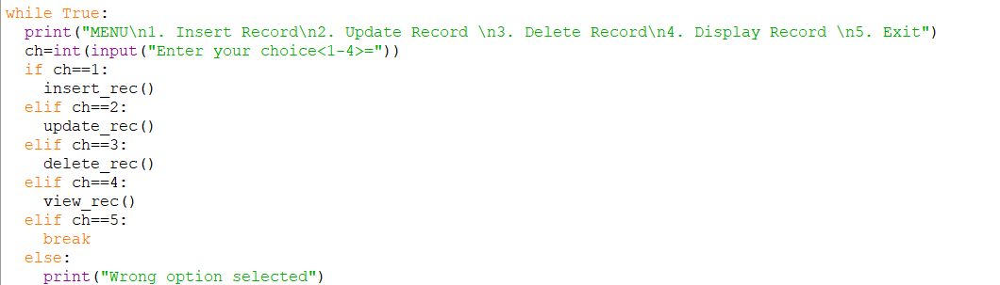 while True:
  print("MENU\n1. Insert Record\n2. Update Record \n3. Delete Record\n4. Display Record \n5. Exit")
  ch=int(input("Enter your choice<1-4>="))
  if ch==1:
    insert_rec()
  elif ch==2:
    update_rec()
  elif ch==3:
    delete_rec()
  elif ch==4:
    view_rec()
  elif ch==5:
    break
  else:
    print("Wrong option selected")